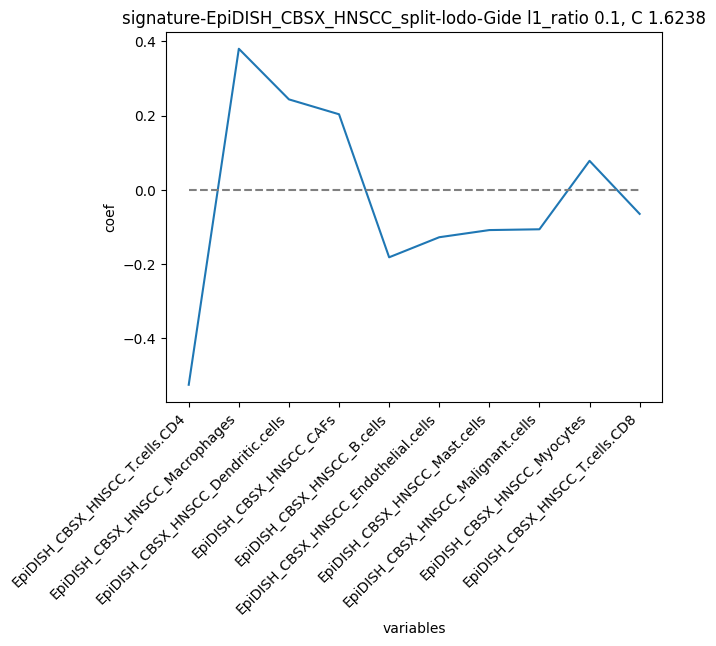 signature-EpiDISH_CBSX_HNSCC_split-lodo-Gide l1_ratio 0.1, C 1.6238
0.4
0.2
0.0
−0.2
−0.4
coef
EpiDISH_CBSX_HNSCC_T.cells.CD4
EpiDISH_CBSX_HNSCC_Macrophages
EpiDISH_CBSX_HNSCC_Dendritic.cells
EpiDISH_CBSX_HNSCC_CAFs
EpiDISH_CBSX_HNSCC_B.cells
EpiDISH_CBSX_HNSCC_Endothelial.cells
EpiDISH_CBSX_HNSCC_Mast.cells
EpiDISH_CBSX_HNSCC_Malignant.cells
EpiDISH_CBSX_HNSCC_Myocytes
EpiDISH_CBSX_HNSCC_T.cells.CD8
variables